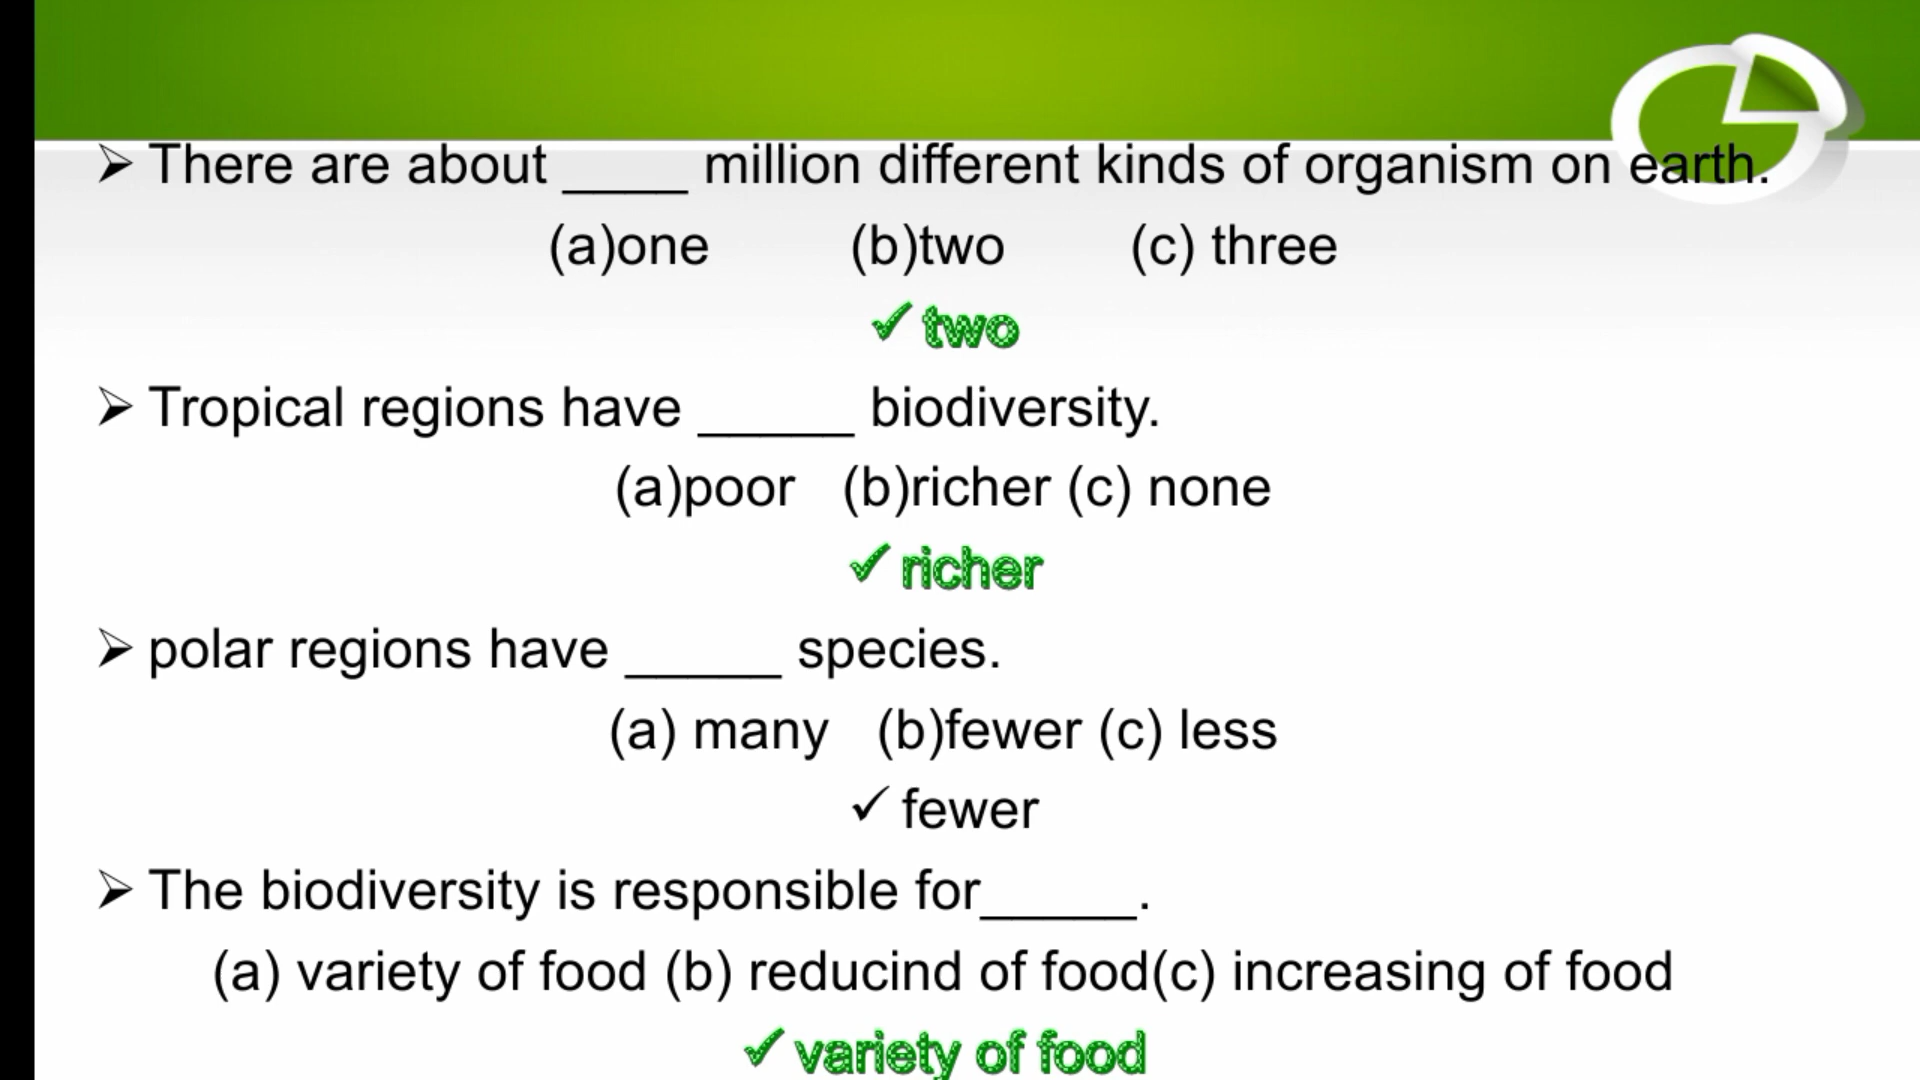 ➢ There are about ____ million different kinds of organism on earth.
(a)one (b)two (c) three
✓ two
➢ Tropical regions have _____ biodiversity.
(a)poor (b)richer (c) none
✓ richer
➢ polar regions have _____ species.
(a) many (b)fewer (c) less
✓ fewer
➢ The biodiversity is responsible for_____.
(a) variety of food (b) reducind of food(c) increasing of food
✓ variety of food